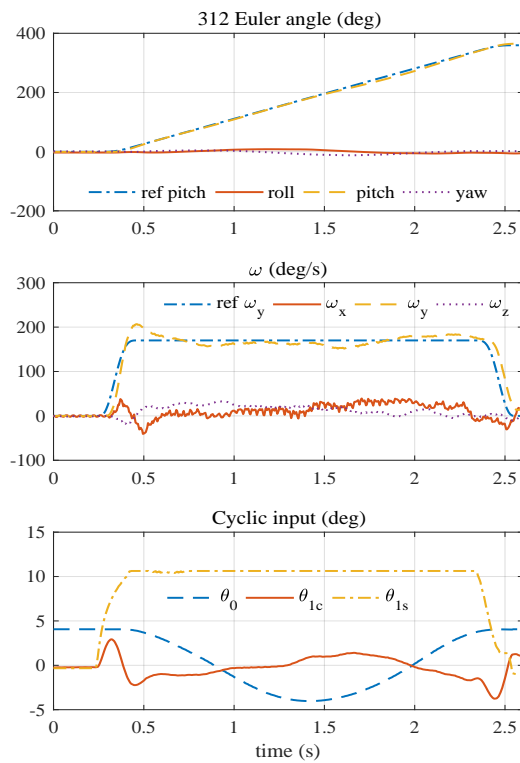 312 Euler angle (deg)
400
200
0
-200
ref pitch roll pitch yaw
0 0.5 1 1.5 2 2.5
ω (deg/s)
300
200
100
0
-100
ref ω_y ω_x ω_y ω_z
0 0.5 1 1.5 2 2.5
Cyclic input (deg)
15
10
5
0
-5
θ_0 θ_1c θ_1s
0 0.5 1 1.5 2 2.5
time (s)